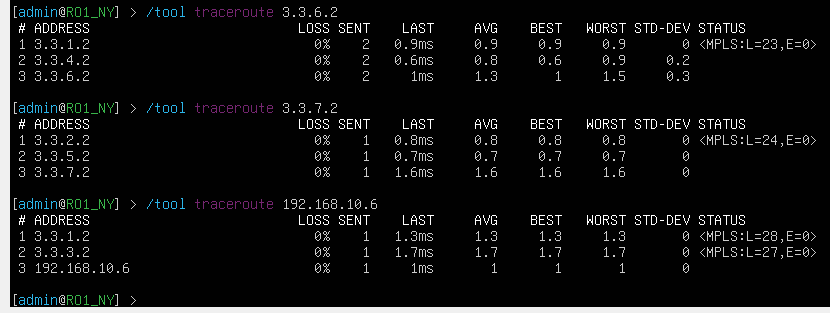 [admin@RO1_NY] > /tool traceroute 3.3.6.2
# ADDRESS LOSS SENT LAST AVG BEST WORST STD-DEV STATUS
1 3.3.1.2 0% 2 0.9ms 0.9 0.9 0.9 0 <MPLS:L=23,E=0>
2 3.3.4.2 0% 2 0.6ms 0.8 0.6 0.9 0.2
3 3.3.6.2 0% 2 1ms 1.3 1 1.5 0.3
[admin@RO1_NY] > /tool traceroute 3.3.7.2
# ADDRESS LOSS SENT LAST AVG BEST WORST STD-DEV STATUS
1 3.3.2.2 0% 1 0.8ms 0.8 0.8 0.8 0 <MPLS:L=24,E=0>
2 3.3.5.2 0% 1 0.7ms 0.7 0.7 0.7 0
3 3.3.7.2 0% 1 1.6ms 1.6 1.6 1.6 0
[admin@RO1_NY] > /tool traceroute 192.168.10.6
# ADDRESS LOSS SENT LAST AVG BEST WORST STD-DEV STATUS
1 3.3.1.2 0% 1 1.3ms 1.3 1.3 1.3 0 <MPLS:L=28,E=0>
2 3.3.3.2 0% 1 1.7ms 1.7 1.7 1.7 0 <MPLS:L=27,E=0>
3 192.168.10.6 0% 1 1ms 1 1 1 0
[admin@RO1_NY] >